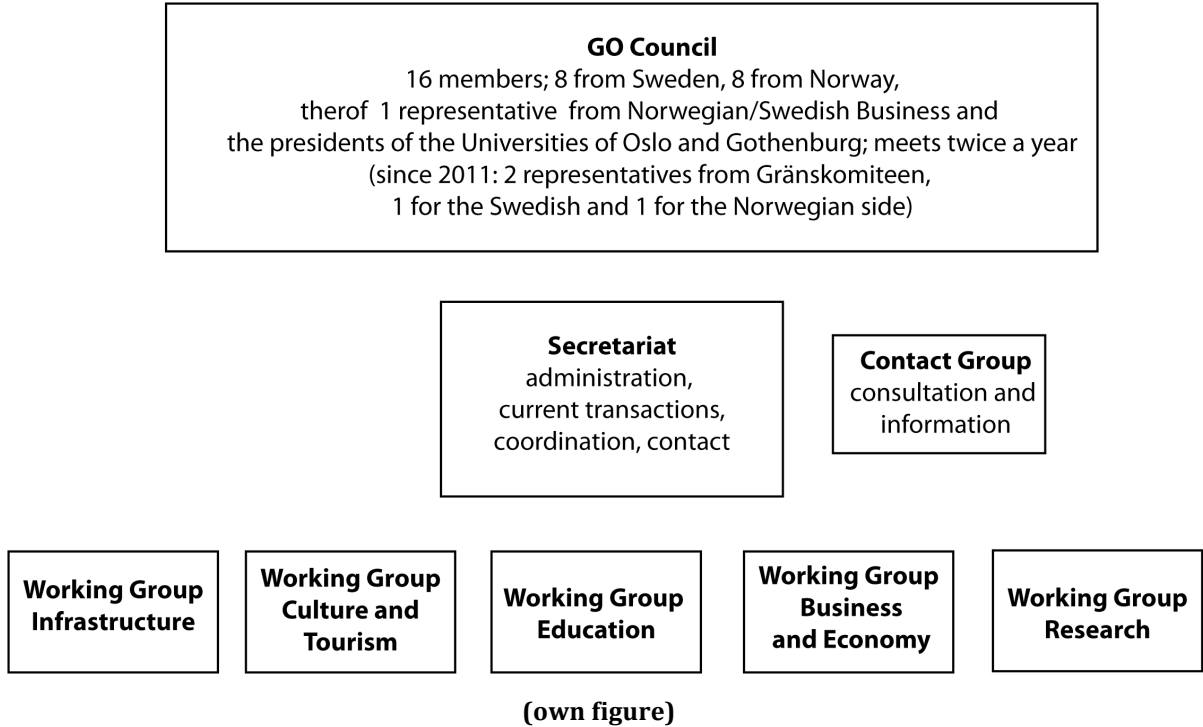 GO Council
16 members; 8 from Sweden, 8 from Norway,
therof 1 representative from Norwegian/Swedish Business and
the presidents of the Universities of Oslo and Gothenburg; meets twice a year
(since 2011: 2 representatives from Gränskomiteen,
1 for the Swedish and 1 for the Norwegian side)
Secretariat
administration,
current transactions,
coordination, contact
Contact Group
consultation and
information
Working Group
Infrastructure
Working Group
Culture and
Tourism
Working Group
Education
Working Group
Business
and Economy
Working Group
Research
(own figure)